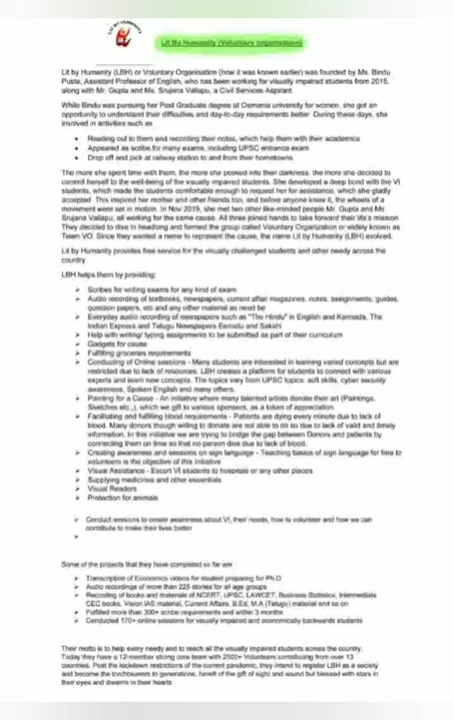 LIT BY HUMANITY
Lit By Humanity (Voluntary organisation)
Lit by Humanity (LBH) or Voluntary Organisation (how it was known earlier) was founded by Ms. Bindu
Puste, Assistant Professor of English, who has been working for visually impaired students from 2015,
along with Mr. Gupta and Ms. Srujana Vallapu, a Civil Services Aspirant.
While Bindu was pursuing her Post Graduate degree at Osmania university for women, she got an
opportunity to understand their difficulties and day-to-day requirements better. During these days, she
involved in activities such as
• Reading out to them and recording their notes, which help them with their academics
• Appeared as scribe for many exams, including UPSC entrance exam
• Drop off and pick at railway station to and from their hometowns
The more she spent time with them, the more she peeked into their darkness, the more she decided to
commit herself to the well-being of the visually impaired students. She developed a deep bond with the VI
students, which made the students comfortable enough to request her for assistance, which she gladly
accepted. This inspired her mother and other friends too, and before anyone knew it, the wheels of a
movement were set in motion. In Nov 2019, she met two other like-minded people Mr. Gupta and Ms
Srujana Vallapu, all working for the same cause. All three joined hands to take forward their life's mission
They decided to dive in headlong and formed the group called Voluntary Organization or widely known as
Team VO. Since they wanted a name to represent the cause, the name Lit by Humanity (LBH) evolved.
Lit by Humanity provides free service for the visually challenged students and other needy across the
country
LBH helps them by providing:
➢ Scribes for writing exams for any kind of exam
➢ Audio recording of textbooks, newspapers, current affair magazines, notes, assignments, guides,
question papers, etc and any other material as need be
➢ Everyday audio recording of newspapers such as "The Hindu" in English and Kannada, The
Indian Express and Telugu Newspapers Eenadu and Sakshi
➢ Help with writing/ typing assignments to be submitted as part of their curriculum
➢ Gadgets for cause
➢ Fulfilling groceries requirements
➢ Conducting of Online sessions - Many students are interested in learning varied concepts but are
restricted due to lack of resources. LBH creates a platform for students to connect with various
experts and learn new concepts. The topics vary from UPSC topics, soft skills, cyber security
awareness, Spoken English and many others.
➢ Painting for a Cause - An initiative where many talented artists donate their art (Paintings,
Sketches etc.,), which we gift to various sponsors, as a token of appreciation
➢ Facilitating and fulfilling blood requirements - Patients are dying every minute due to lack of
blood. Many donors though willing to donate are not able to do so due to lack of valid and timely
information. In this initiative we are trying to bridge the gap between Donors and patients by
connecting them on time so that no person dies due to lack of blood.
➢ Creating awareness and sessions on sign language - Teaching basics of sign language for free to
volunteers is the objective of this initiative
➢ Visual Assistance - Escort VI students to hospitals or any other places
➢ Supplying medicines and other essentials
➢ Visual Readers
➢ Protection for animals
➢ Conduct sessions to create awareness about VI, their needs, how to volunteer and how we can
contribute to make their lives better
➢
Some of the projects that they have completed so far are
➢ Transcription of Economics videos for student preparing for Ph.D
➢ Audio recordings of more than 225 stories for all age groups
➢ Recording of books and materials of NCERT, UPSC, LAWCET, Business Statistics, Intermediate
CEC books, Vision IAS material, Current Affairs, B.Ed, M.A (Telugu) material and so on
➢ Fulfilled more than 300+ scribe requirements and within 3 months
➢ Conducted 170+ online sessions for visually impaired and economically backwards students
Their motto is to help every needy and to reach all the visually impaired students across the country.
Today they have a 12-member strong core team with 2500+ Volunteers contributing from over 13
countries. Post the lockdown restrictions of the current pandemic, they intend to register LBH as a society
and become the torchbearers to generations, bereft of the gift of sight and sound but blessed with stars in
their eyes and dreams in their hearts